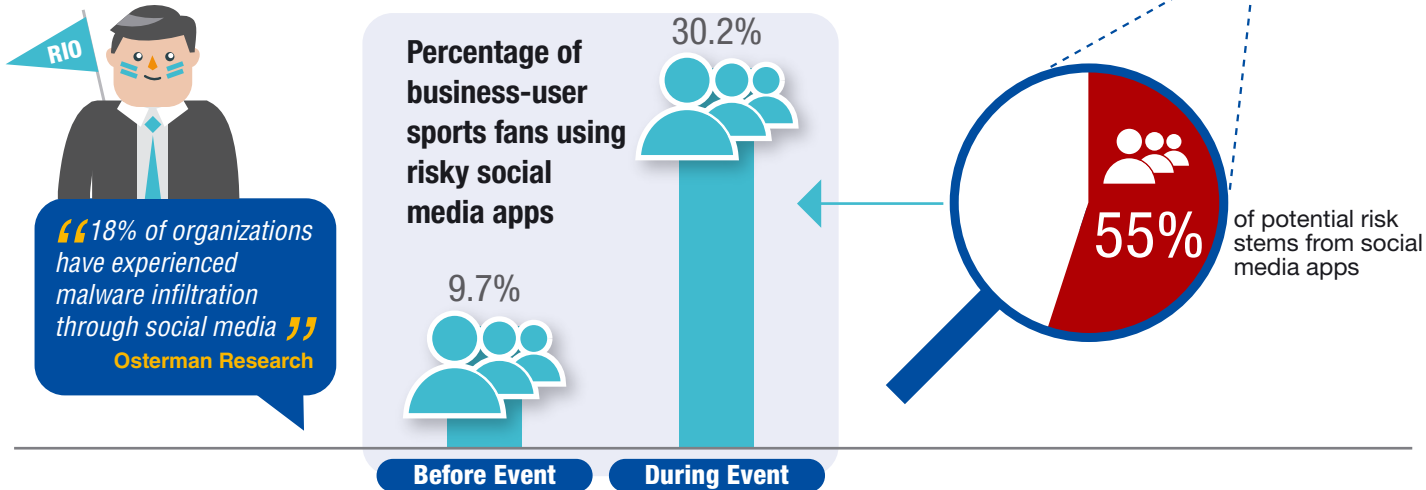 RIO
“18% of organizations
have experienced
malware infiltration
through social media”
Osterman Research
Percentage of
business-user
sports fans using
risky social
media apps
9.7%
30.2%
Before Event
During Event
55%
of potential risk
stems from social
media apps